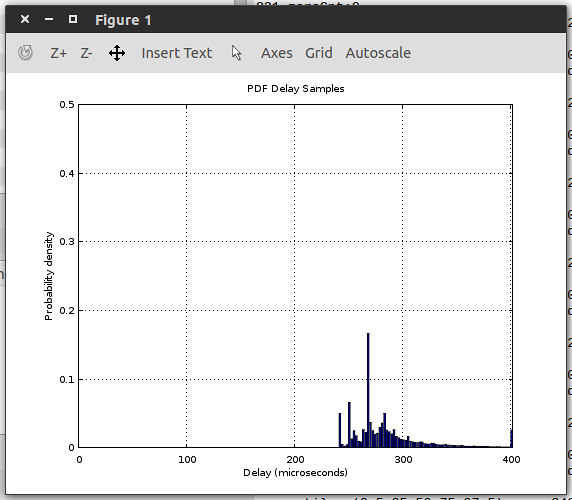 Figure 1
Z+ Z- Insert Text Axes Grid Autoscale
PDF Delay Samples
0.5
0.4
0.3
0.2
0.1
0
0 100 200 300 400
Probability density
Delay (microseconds)